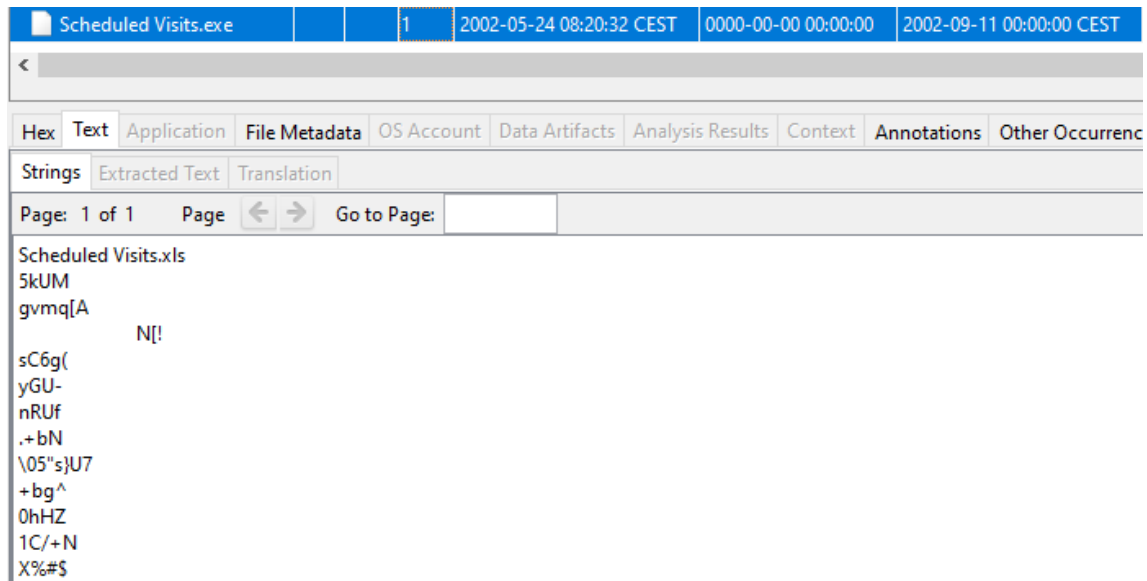 Scheduled Visits.exe 1 2002-05-24 08:20:32 CEST 0000-00-00 00:00:00 2002-09-11 00:00:00 CEST
Hex Text Application File Metadata OS Account Data Artifacts Analysis Results Context Annotations Other Occurrenc
Strings Extracted Text Translation
Page: 1 of 1 Page Go to Page:
Scheduled Visits.xls
5kUM
gvmq[A
N[!
sC6g(
yGU-
nRUf
.+bN
\05"s}U7
+bg^
0hHZ
1C/+N
X%#$